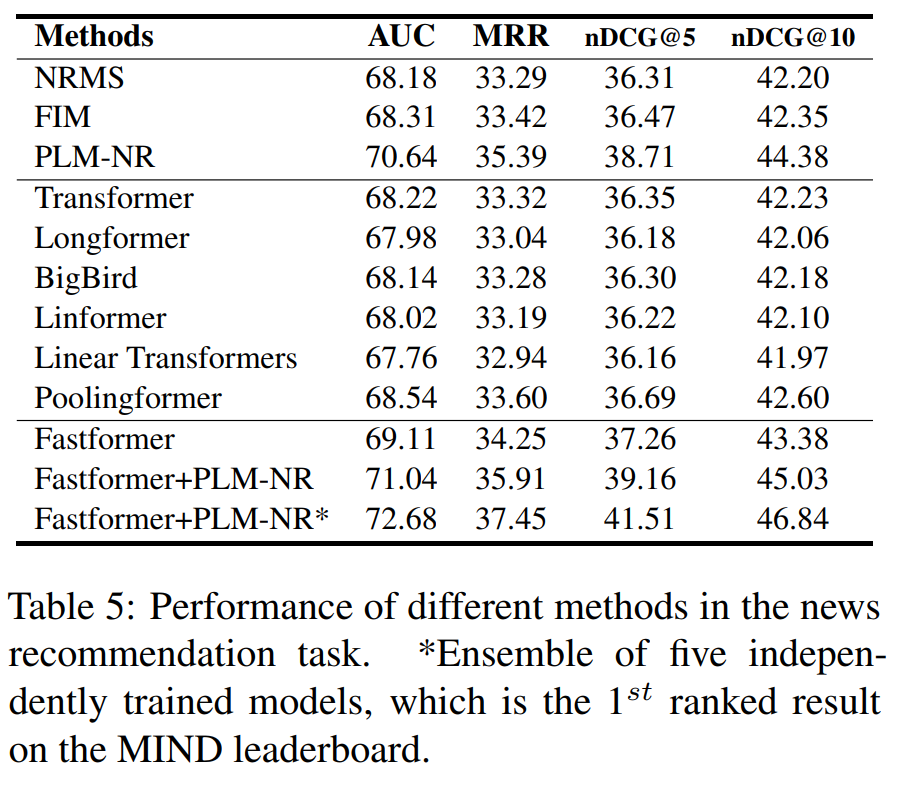 Methods AUC MRR nDCG@5 nDCG@10
NRMS 68.18 33.29 36.31 42.20
FIM 68.31 33.42 36.47 42.35
PLM-NR 70.64 35.39 38.71 44.38
Transformer 68.22 33.32 36.35 42.23
Longformer 67.98 33.04 36.18 42.06
BigBird 68.14 33.28 36.30 42.18
Linformer 68.02 33.19 36.22 42.10
Linear Transformers 67.76 32.94 36.16 41.97
Poolingformer 68.54 33.60 36.69 42.60
Fastformer 69.11 34.25 37.26 43.38
Fastformer+PLM-NR 71.04 35.91 39.16 45.03
Fastformer+PLM-NR* 72.68 37.45 41.51 46.84
Table 5: Performance of different methods in the news
recommendation task. *Ensemble of five indepen-
dently trained models, which is the 1st ranked result
on the MIND leaderboard.